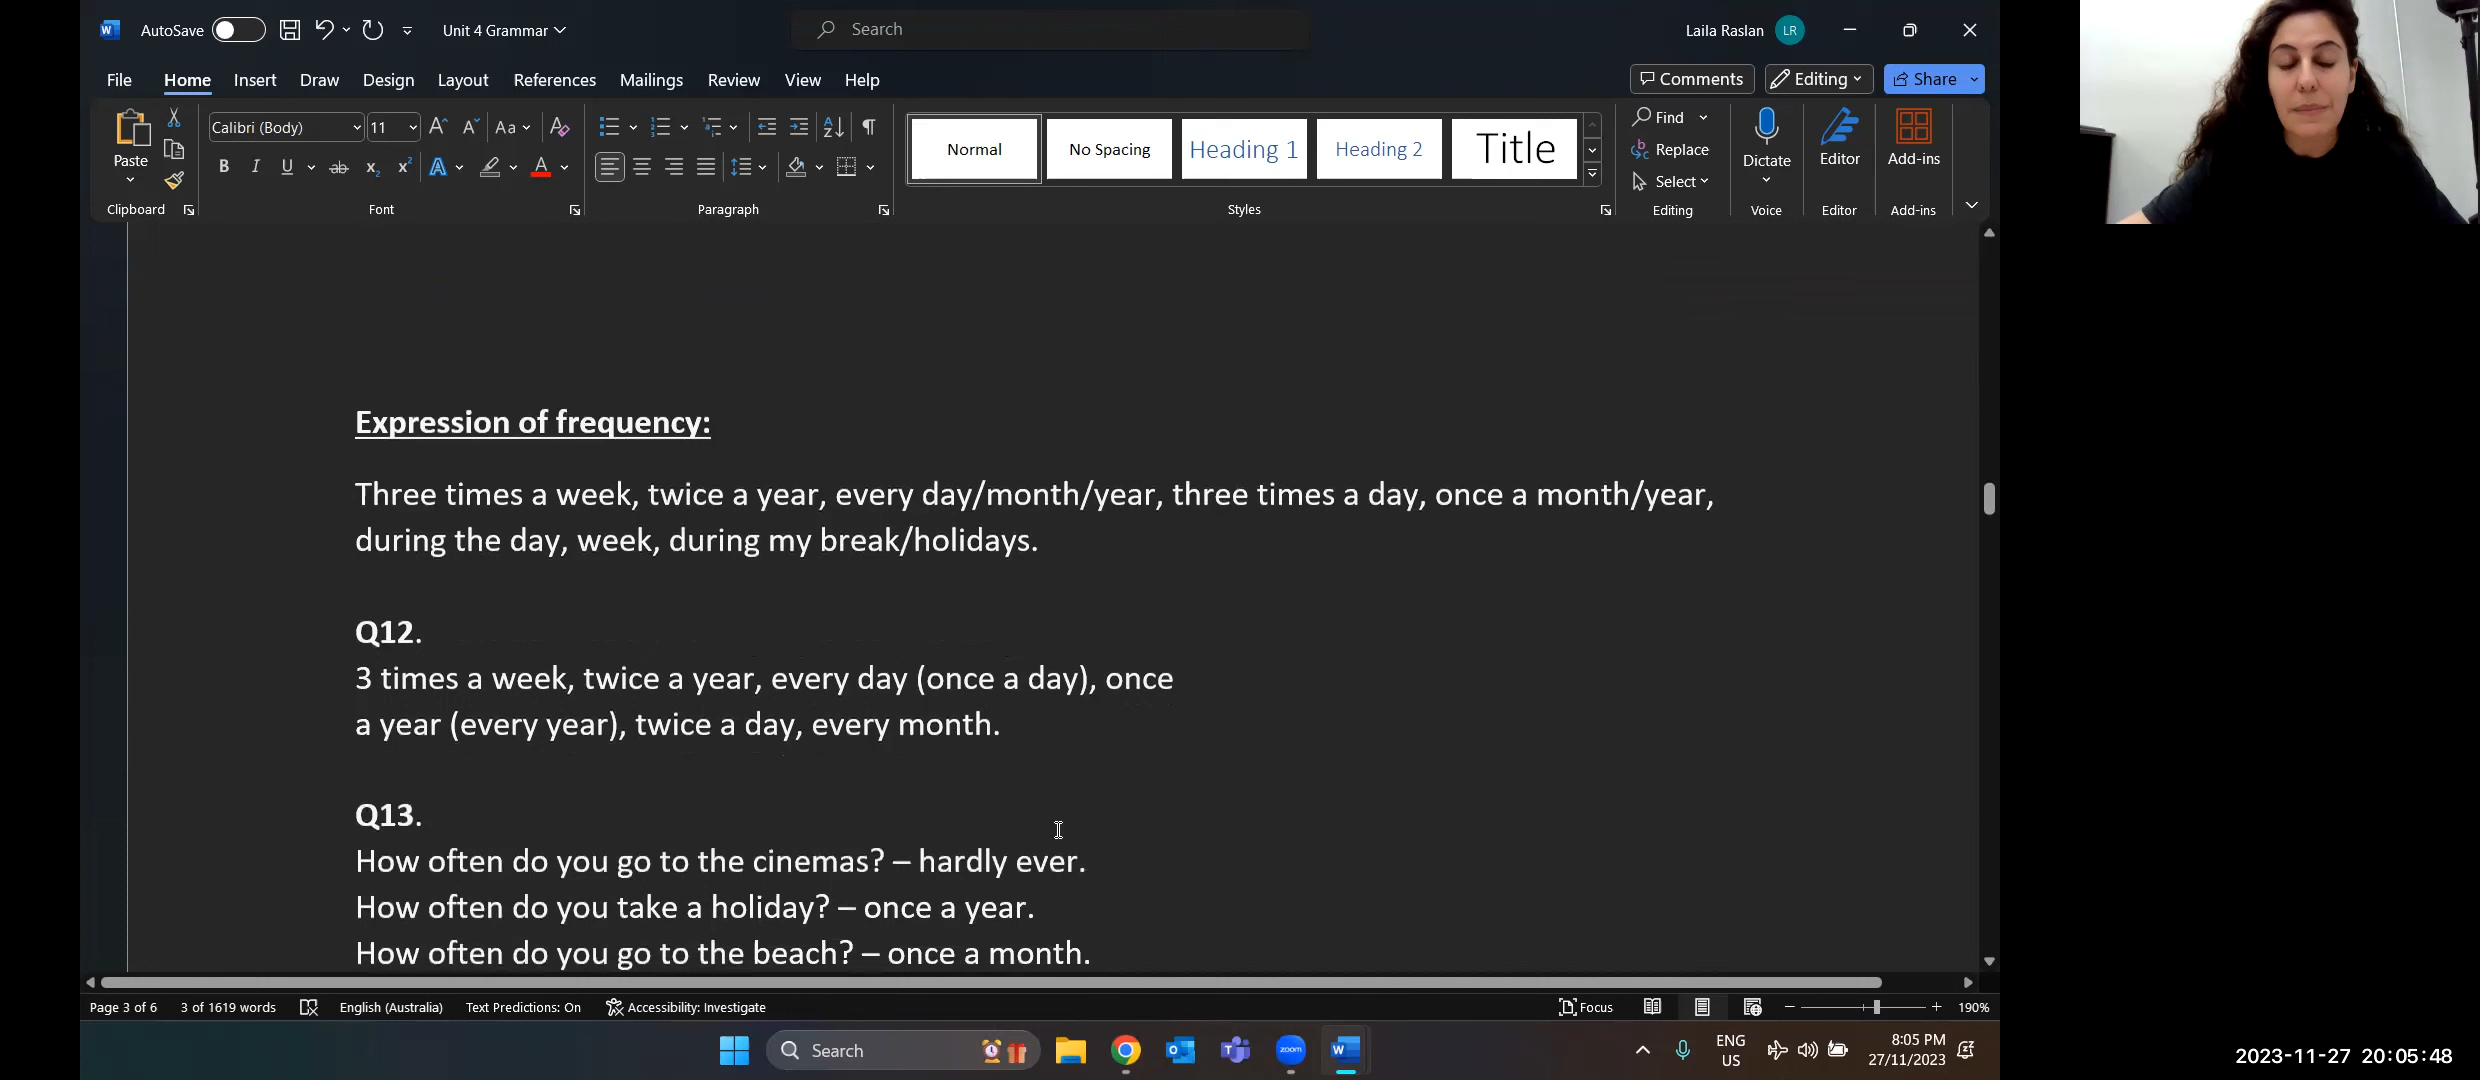 AutoSave
Unit 4 Grammar
Search
Laila Raslan
LR
File Home Insert Draw Design Layout References Mailings Review View Help
Comments Editing Share
Paste
Clipboard
Calibri (Body) 11
Font
Paragraph
Normal No Spacing Heading 1 Heading 2 Title
Styles
Find
Replace
Select
Editing
Dictate
Voice
Editor
Editor
Add-ins
Add-ins
Expression of frequency:
Three times a week, twice a year, every day/month/year, three times a day, once a month/year,
during the day, week, during my break/holidays.
Q12.
3 times a week, twice a year, every day (once a day), once
a year (every year), twice a day, every month.
Q13.
How often do you go to the cinemas? – hardly ever.
How often do you take a holiday? – once a year.
How often do you go to the beach? – once a month.
Page 3 of 6 3 of 1619 words English (Australia) Text Predictions: On Accessibility: Investigate Focus 190%
Search
zoom
ENG
US
8:05 PM
27/11/2023
2023-11-27 20:05:48